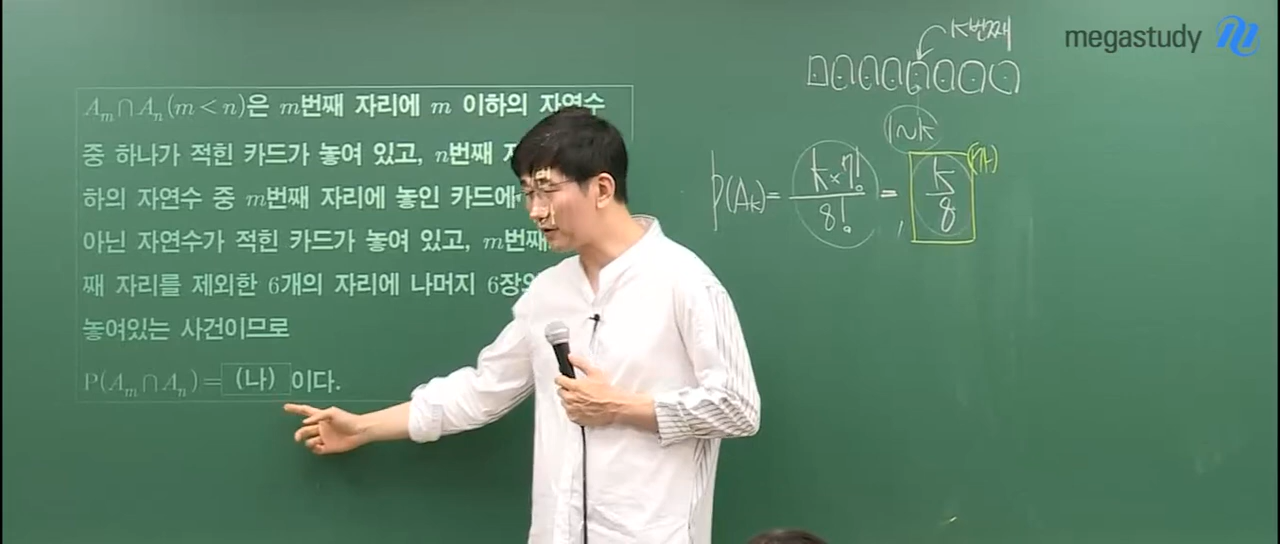 A_m∩A_n(m<n)은 m번째 자리에 m 이하의 자연수
중 하나가 적힌 카드가 놓여 있고, n번째
하의 자연수 중 m번째 자리에 놓인 카드에
아닌 자연수가 적힌 카드가 놓여 있고, m번째
째 자리를 제외한 6개의 자리에 나머지 6장의
놓여있는 사건이므로
P(A_m∩A_n)= (나) 이다.
K번째
1~k
P(A_k)= k×7!/8! = k/8 (가)
megastudy